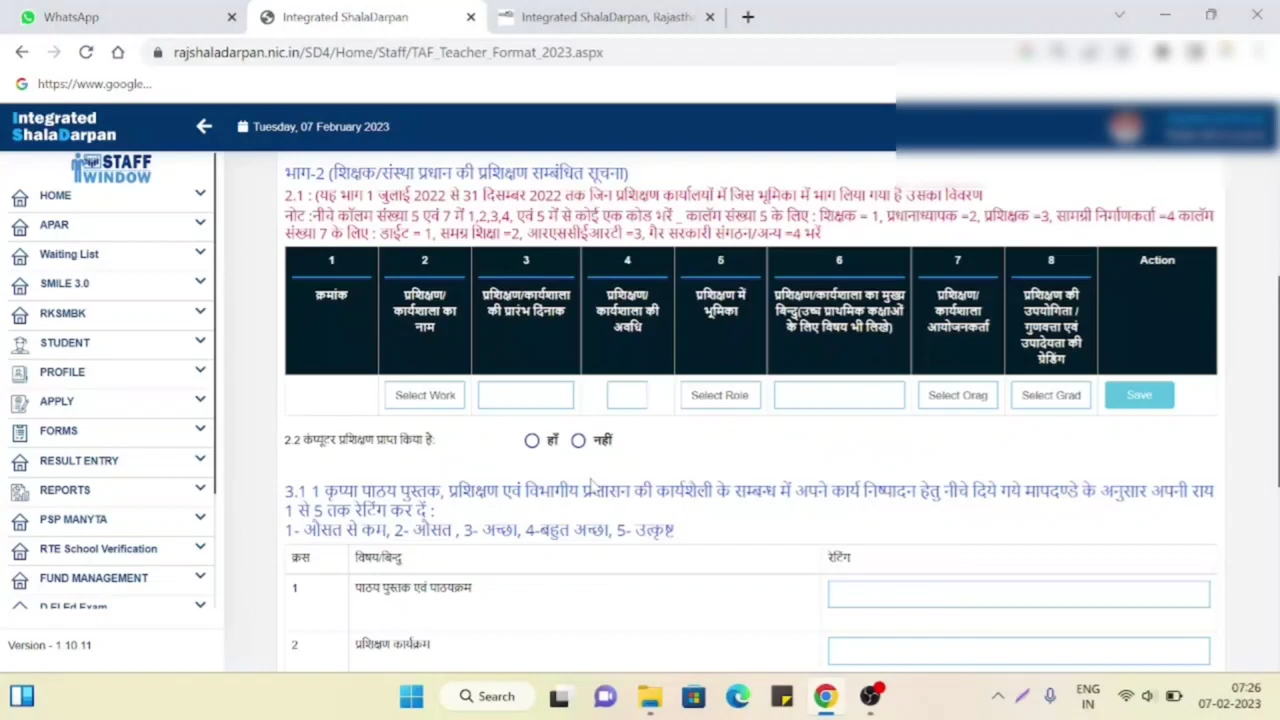 WhatsApp
Integrated ShalaDarpan
Integrated ShalaDarpan, Rajastha
rajshaladarpan.nic.in/SD4/Home/Staff/TAF_Teacher_Format_2023.aspx
https://www.google...
Integrated
ShalaDarpan
Tuesday, 07 February 2023
STAFF
WINDOW
HOME
APAR
Waiting List
SMILE 3.0
RKSMBK
STUDENT
PROFILE
APPLY
FORMS
RESULT ENTRY
REPORTS
PSP MANYTA
RTE School Verification
FUND MANAGEMENT
D.El.Ed Exam
Version - 1 10 11
भाग-2 (शिक्षक/संस्था प्रधान की प्रशिक्षण सम्बंधित सूचना)
2.1 : (यह भाग 1 जुलाई 2022 से 31 दिसम्बर 2022 तक जिन प्रशिक्षण कार्यालयों में जिस भूमिका में भाग लिया गया है उसका विवरण
नोट :नीचे कॉलम संख्या 5 एवं 7 में 1,2,3,4, एवं 5 में से कोई एक कोड भरें _ कालॅम संख्या 5 के लिए : शिक्षक = 1, प्रधानाध्यापक =2, प्रशिक्षक =3, सामग्री निर्माणकर्ता =4 कालॅम
संख्या 7 के लिए : डाईट = 1, समग्र शिक्षा =2, आरएससीईआरटी =3, गैर सरकारी संगठन/अन्य =4 भरें
1 2 3 4 5 6 7 8 Action
क्रमांक
प्रशिक्षण/
कार्यशाला का
नाम
प्रशिक्षण/कार्यशाला
की प्रारंभ दिनाक
प्रशिक्षण/
कार्यशाला की
अवधि
प्रशिक्षण में
भूमिका
प्रशिक्षण/कार्यशाला का मुख्य
बिन्दु(उच्च प्राथमिक कक्षाओं
के लिए विषय भी लिखे)
प्रशिक्षण/
कार्यशाला
आयोजनकर्ता
प्रशिक्षण की
उपयोगिता /
गुणवत्ता एवं
उपादेयता की
ग्रेडिंग
Select Work Select Role Select Orag Select Grad Save
2.2 कंप्यूटर प्रशिक्षण प्राप्त किया है: हाँ नहीं
3.1 1 कृप्या पाठय पुस्तक, प्रशिक्षण एवं विभागीय प्रशासन की कार्यशेली के सम्बन्ध में अपने कार्य निष्पादन हेतु नीचे दिये गये मापदण्डे के अनुसार अपनी राय
1 से 5 तक रेटिंग कर दें :
1- औसत से कम, 2- औसत , 3- अच्छा, 4-बहुत अच्छा, 5- उत्कृष्ट
क्रस विषय/बिन्दु रेटिंग
1 पाठय पुस्तक एवं पाठयक्रम
2 प्रशिक्षण कार्यक्रम
Search
ENG
IN
07:26
07-02-2023